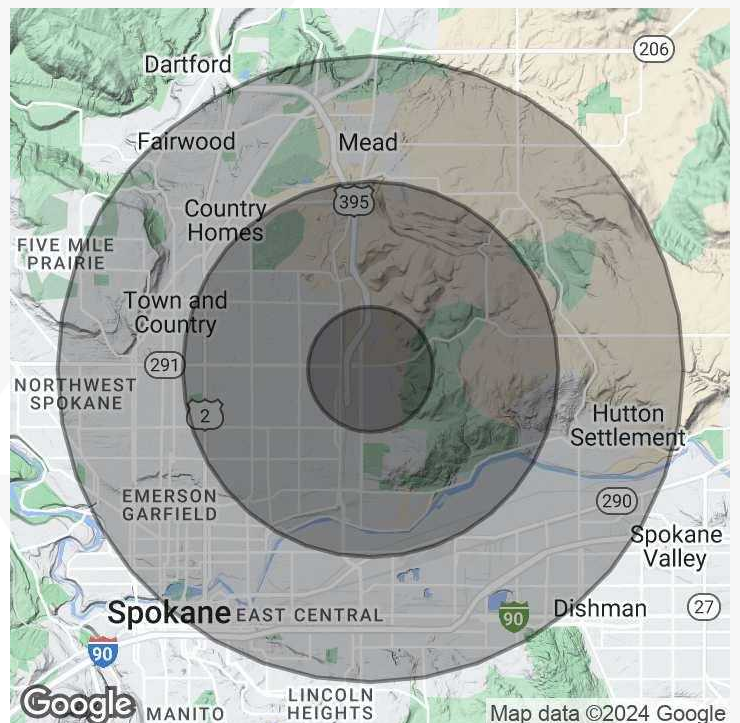 206
Dartford
Fairwood
Mead
395
Country
Homes
FIVE MILE
PRAIRIE
Town and
Country
291
NORTHWEST
SPOKANE
2
Hutton
Settlement
EMERSON
GARFIELD
290
Spokane
Valley
Spokane
EAST CENTRAL
90
Dishman
27
90
LINCOLN
HEIGHTS
Google
MANITO
Map data ©2024 Google